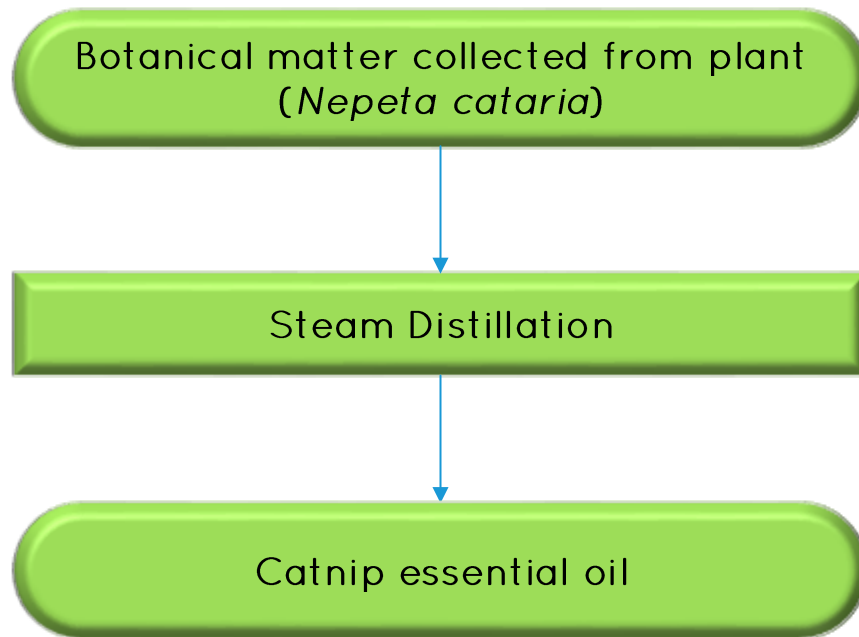 Botanical matter collected from plant
(Nepeta cataria)
Steam Distillation
Catnip essential oil